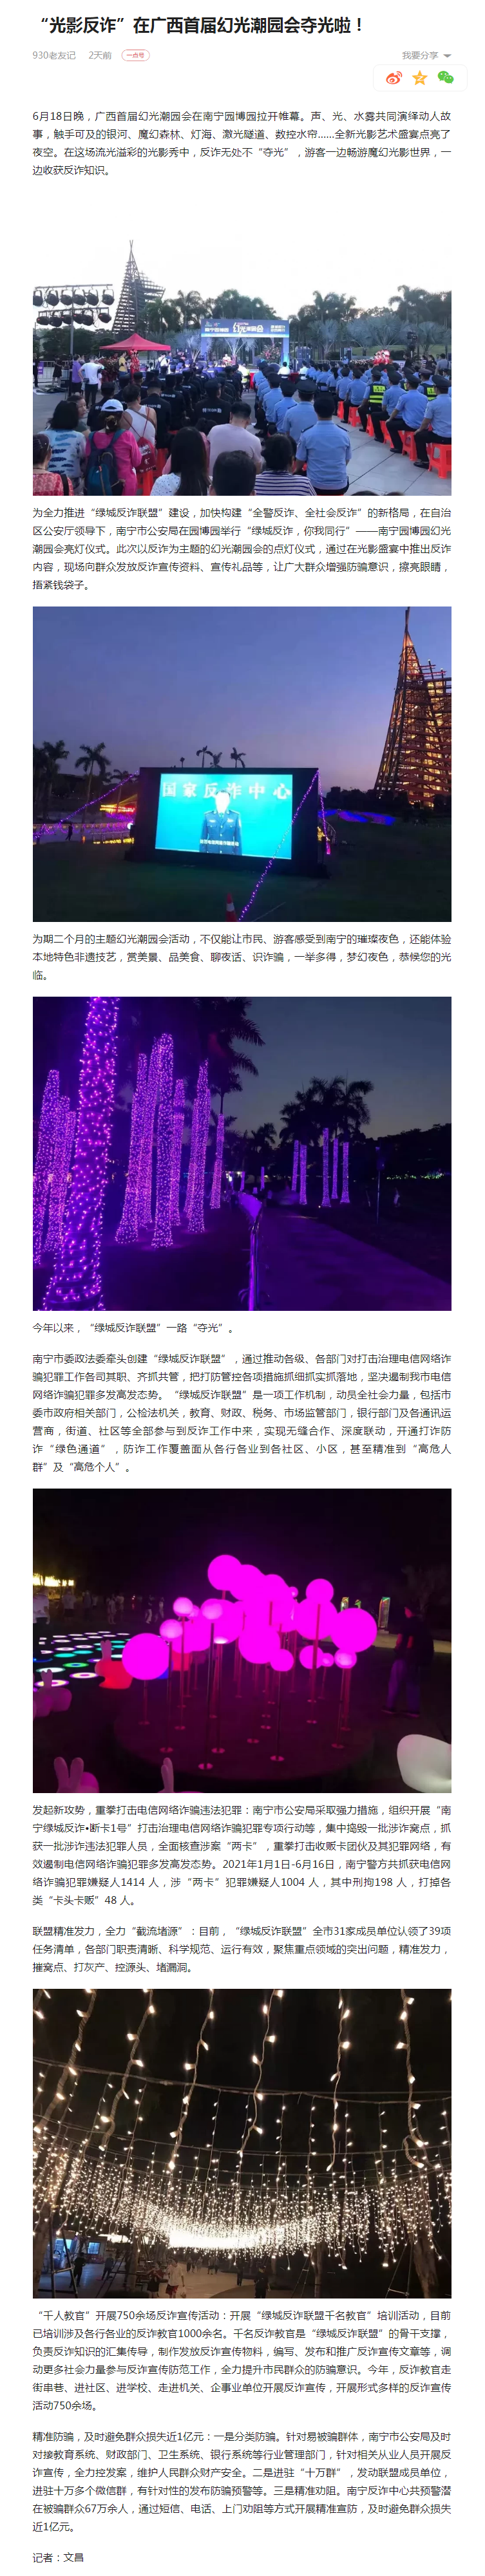 “光影反诈”在广西首届幻光潮园会夺光啦！
930老友记 2天前 一点号 我要分享
6月18日晚，广西首届幻光潮园会在南宁园博园拉开帷幕。声、光、水雾共同演绎动人故
事，触手可及的银河、魔幻森林、灯海、激光隧道、数控水帘……全新光影艺术盛宴点亮了
夜空。在这场流光溢彩的光影秀中，反诈无处不“夺光”，游客一边畅游魔幻光影世界，一
边收获反诈知识。
幻光潮园会
为全力推进“绿城反诈联盟”建设，加快构建“全警反诈、全社会反诈”的新格局，在自治
区公安厅领导下，南宁市公安局在园博园举行“绿城反诈，你我同行”——南宁园博园幻光
潮园会亮灯仪式。此次以反诈为主题的幻光潮园会的点灯仪式，通过在光影盛宴中推出反诈
内容，现场向群众发放反诈宣传资料、宣传礼品等，让广大群众增强防骗意识，擦亮眼睛，
捂紧钱袋子。
国家反诈中心
为期二个月的主题幻光潮园会活动，不仅能让市民、游客感受到南宁的璀璨夜色，还能体验
本地特色非遗技艺，赏美景、品美食、聊夜话、识诈骗，一举多得，梦幻夜色，恭候您的光
临。
今年以来，“绿城反诈联盟”一路“夺光”。
南宁市委政法委牵头创建“绿城反诈联盟”，通过推动各级、各部门对打击治理电信网络诈
骗犯罪工作各司其职、齐抓共管，把打防管控各项措施抓细抓实抓落地，坚决遏制我市电信
网络诈骗犯罪多发高发态势。“绿城反诈联盟”是一项工作机制，动员全社会力量，包括市
委市政府相关部门，公检法机关，教育、财政、税务、市场监管部门，银行部门及各通讯运
营商，街道、社区等全部参与到反诈工作中来，实现无缝合作、深度联动，开通打诈防
诈“绿色通道”，防诈工作覆盖面从各行各业到各社区、小区，甚至精准到“高危人
群”及“高危个人”。
发起新攻势，重拳打击电信网络诈骗违法犯罪：南宁市公安局采取强力措施，组织开展“南
宁绿城反诈•断卡1号”打击治理电信网络诈骗犯罪专项行动等，集中捣毁一批涉诈窝点，抓
获一批涉诈违法犯罪人员，全面核查涉案“两卡”，重拳打击收贩卡团伙及其犯罪网络，有
效遏制电信网络诈骗犯罪多发高发态势。2021年1月1日-6月16日，南宁警方共抓获电信网
络诈骗犯罪嫌疑人1414 人，涉“两卡”犯罪嫌疑人1004 人，其中刑拘198 人，打掉各
类“卡头卡贩”48 人。
联盟精准发力，全力“截流堵源”：目前，“绿城反诈联盟”全市31家成员单位认领了39项
任务清单，各部门职责清晰、科学规范、运行有效，聚焦重点领域的突出问题，精准发力，
摧窝点、打灰产、控源头、堵漏洞。
“千人教官”开展750余场反诈宣传活动：开展“绿城反诈联盟千名教官”培训活动，目前
已培训涉及各行各业的反诈教官1000余名。千名反诈教官是“绿城反诈联盟”的骨干支撑，
负责反诈知识的汇集传导，制作发放反诈宣传物料，编写、发布和推广反诈宣传文章等，调
动更多社会力量参与反诈宣传防范工作，全力提升市民群众的防骗意识。今年，反诈教官走
街串巷、进社区、进学校、走进机关、企事业单位开展反诈宣传，开展形式多样的反诈宣传
活动750余场。
精准防骗，及时避免群众损失近1亿元：一是分类防骗。针对易被骗群体，南宁市公安局及时
对接教育系统、财政部门、卫生系统、银行系统等行业管理部门，针对相关从业人员开展反
诈宣传，全力控发案，维护人民群众财产安全。二是进驻“十万群”，发动联盟成员单位，
进驻十万多个微信群，有针对性的发布防骗预警等。三是精准劝阻。南宁反诈中心共预警潜
在被骗群众67万余人，通过短信、电话、上门劝阻等方式开展精准宣防，及时避免群众损失
近1亿元。
记者：文昌